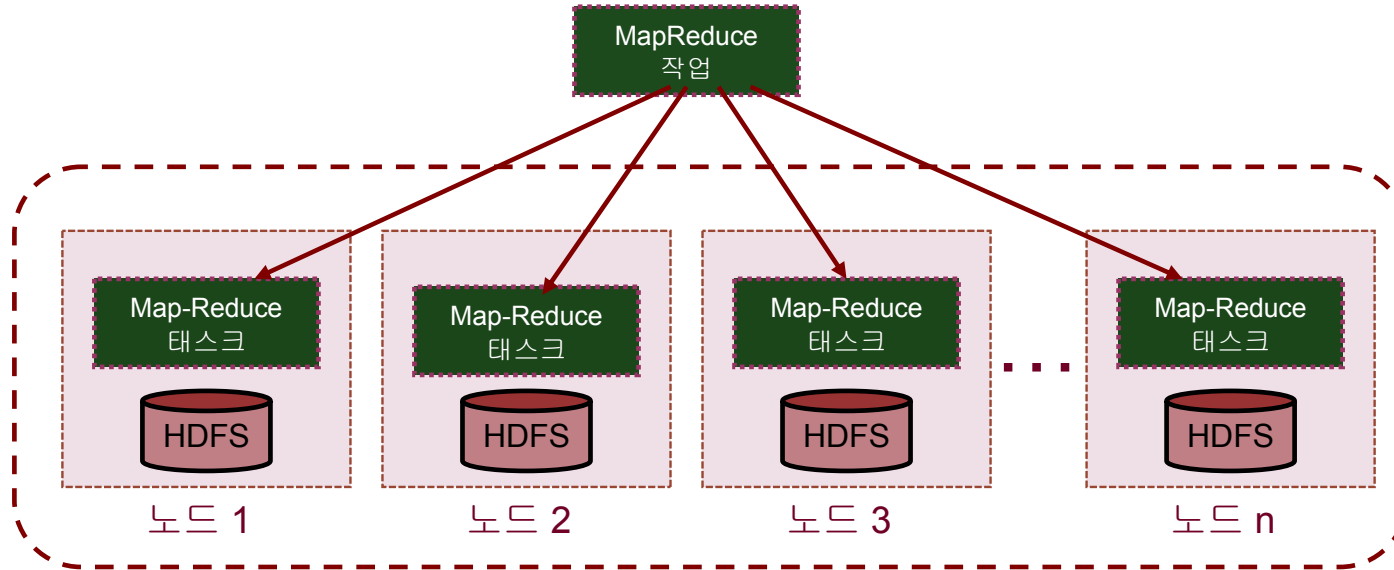 MapReduce
작업
Map-Reduce
태스크
Map-Reduce
태스크
Map-Reduce
태스크
Map-Reduce
태스크
...
HDFS
HDFS
HDFS
HDFS
노드 1
노드 2
노드 3
노드 n